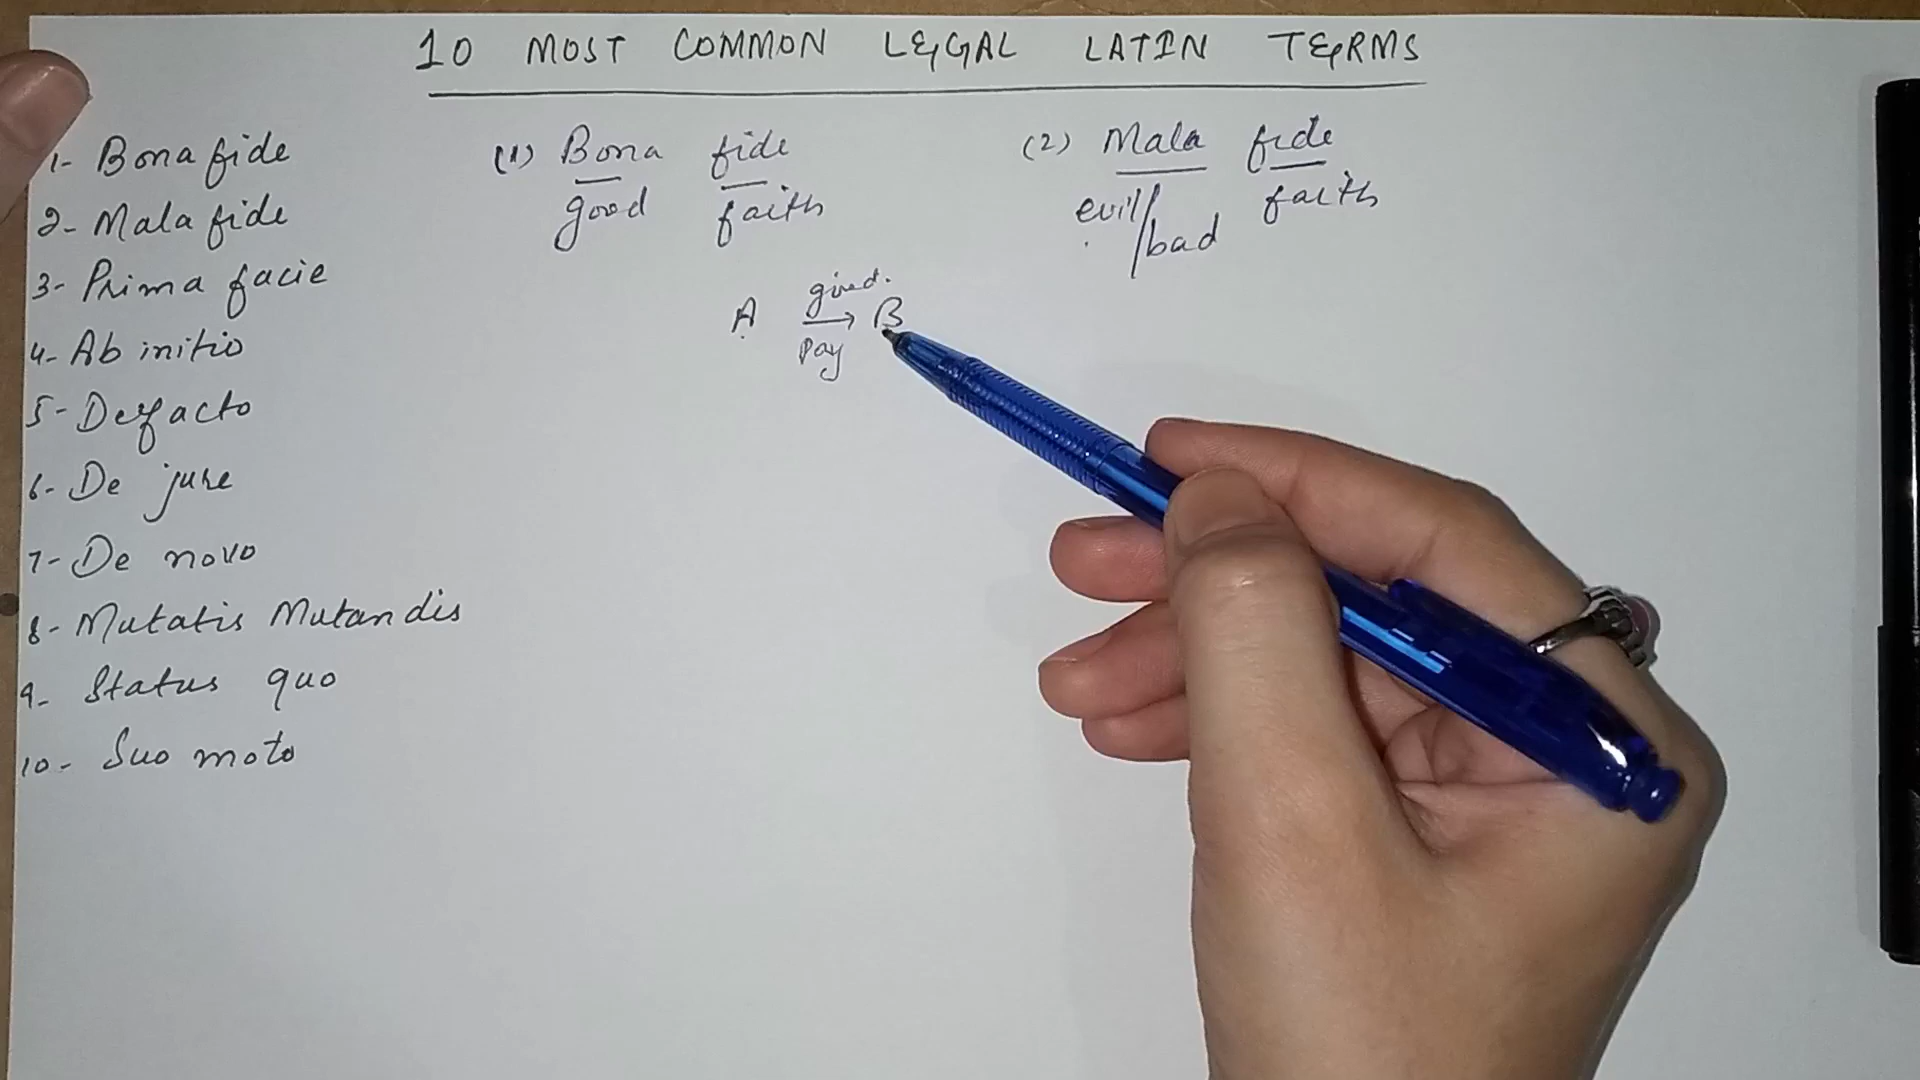 10 MOST COMMON LEGAL LATIN TERMS
1- Bona fide
2- Mala fide
3- Prima facie
4- Ab initio
5- Defacto
6- De jure
7- De novo
8- Mutatis Mutandis
9- Status quo
10- Suo moto
(1) Bona fide
good faith
(2) Mala fide
evil/
/bad faith
A → B
Pay